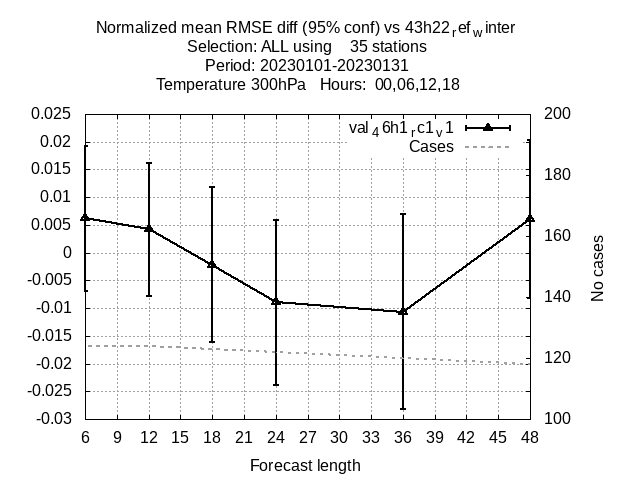 Normalized mean RMSE diff (95% conf) vs 43h22refwinter
Selection: ALL using 35 stations
Period: 20230101-20230131
Temperature 300hPa Hours: 00,06,12,18
0.025
0.02
0.015
0.01
0.005
0
-0.005
-0.01
-0.015
-0.02
-0.025
-0.03
val46h1rc1v1
Cases
200
180
160
140
120
100
No cases
6 9 12 15 18 21 24 27 30 33 36 39 42 45 48
Forecast length